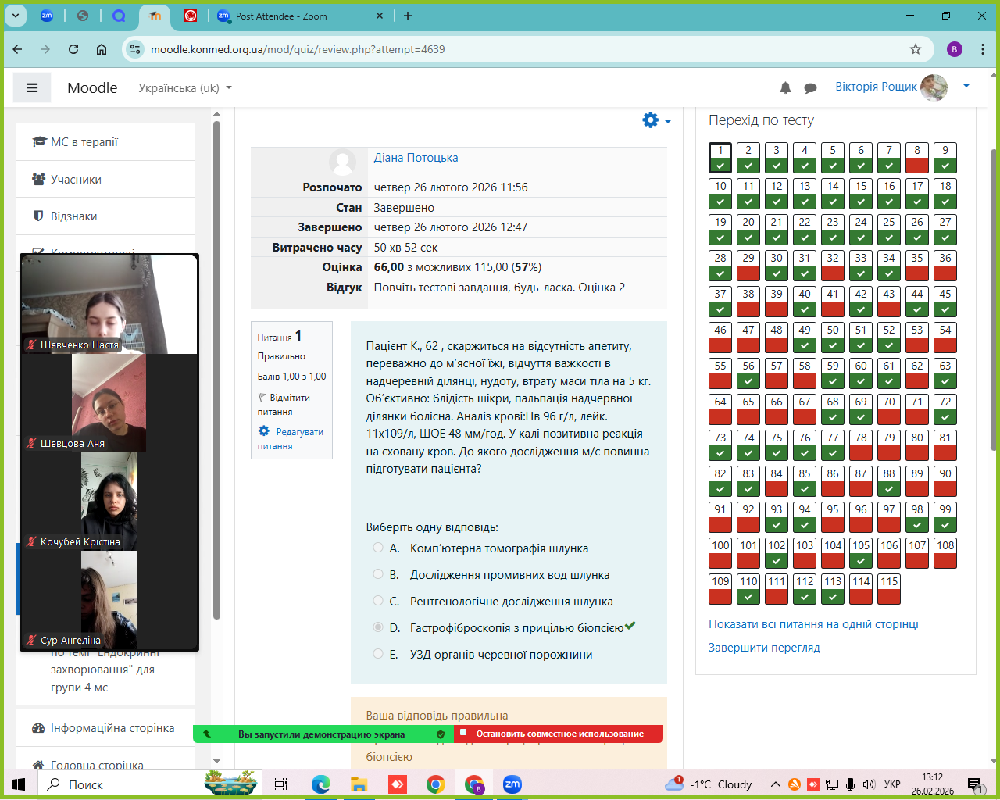 Post Attendee - Zoom
moodle.konmed.org.ua/mod/quiz/review.php?attempt=4639
B
Moodle
Українська (uk)
Вікторія Рощик
МС в терапії
Учасники
Відзнаки
Компетентності
Шевченко Настя
Шевцова Аня
Кочубей Крістіна
Сур Ангеліна
по темі "Ендокринні
захворювання" для
групи 4 мс
Інформаційна сторінка
Головна сторінка
Діана Потоцька
Розпочато четвер 26 лютого 2026 11:56
Стан Завершено
Завершено четвер 26 лютого 2026 12:47
Витрачено часу 50 хв 52 сек
Оцінка 66,00 з можливих 115,00 (57%)
Відгук Повчіть тестові завдання, будь-ласка. Оцінка 2
Питання 1
Правильно
Балів 1,00 з 1,00
Відмітити
питання
Редагувати
питання
Пацієнт К., 62 , скаржиться на відсутність апетиту,
переважно до м’ясної їжі, відчуття важкості в
надчеревній ділянці, нудоту, втрату маси тіла на 5 кг.
Об’єктивно: блідість шкіри, пальпація надчервної
ділянки болісна. Аналіз крові:Нв 96 г/л, лейк.
11х109/л, ШОЕ 48 мм/год. У калі позитивна реакція
на сховану кров. До якого дослідження м/с повинна
підготувати пацієнта?
Виберіть одну відповідь:
A. Комп’ютерна томографія шлунка
B. Дослідження промивних вод шлунка
C. Рентгенологічне дослідження шлунка
D. Гастрофіброскопія з прицілью біопсією
E. УЗД органів черевної порожнини
Ваша відповідь правильна
біопсією
Вы запустили демонстрацию экрана
Остановить совместное использование
Перехід по тесту
1 2 3 4 5 6 7 8 9
10 11 12 13 14 15 16 17 18
19 20 21 22 23 24 25 26 27
28 29 30 31 32 33 34 35 36
37 38 39 40 41 42 43 44 45
46 47 48 49 50 51 52 53 54
55 56 57 58 59 60 61 62 63
64 65 66 67 68 69 70 71 72
73 74 75 76 77 78 79 80 81
82 83 84 85 86 87 88 89 90
91 92 93 94 95 96 97 98 99
100 101 102 103 104 105 106 107 108
109 110 111 112 113 114 115
Показати всі питання на одній сторінці
Завершити перегляд
Поиск
-1°C Cloudy
УКР
13:12
26.02.2026